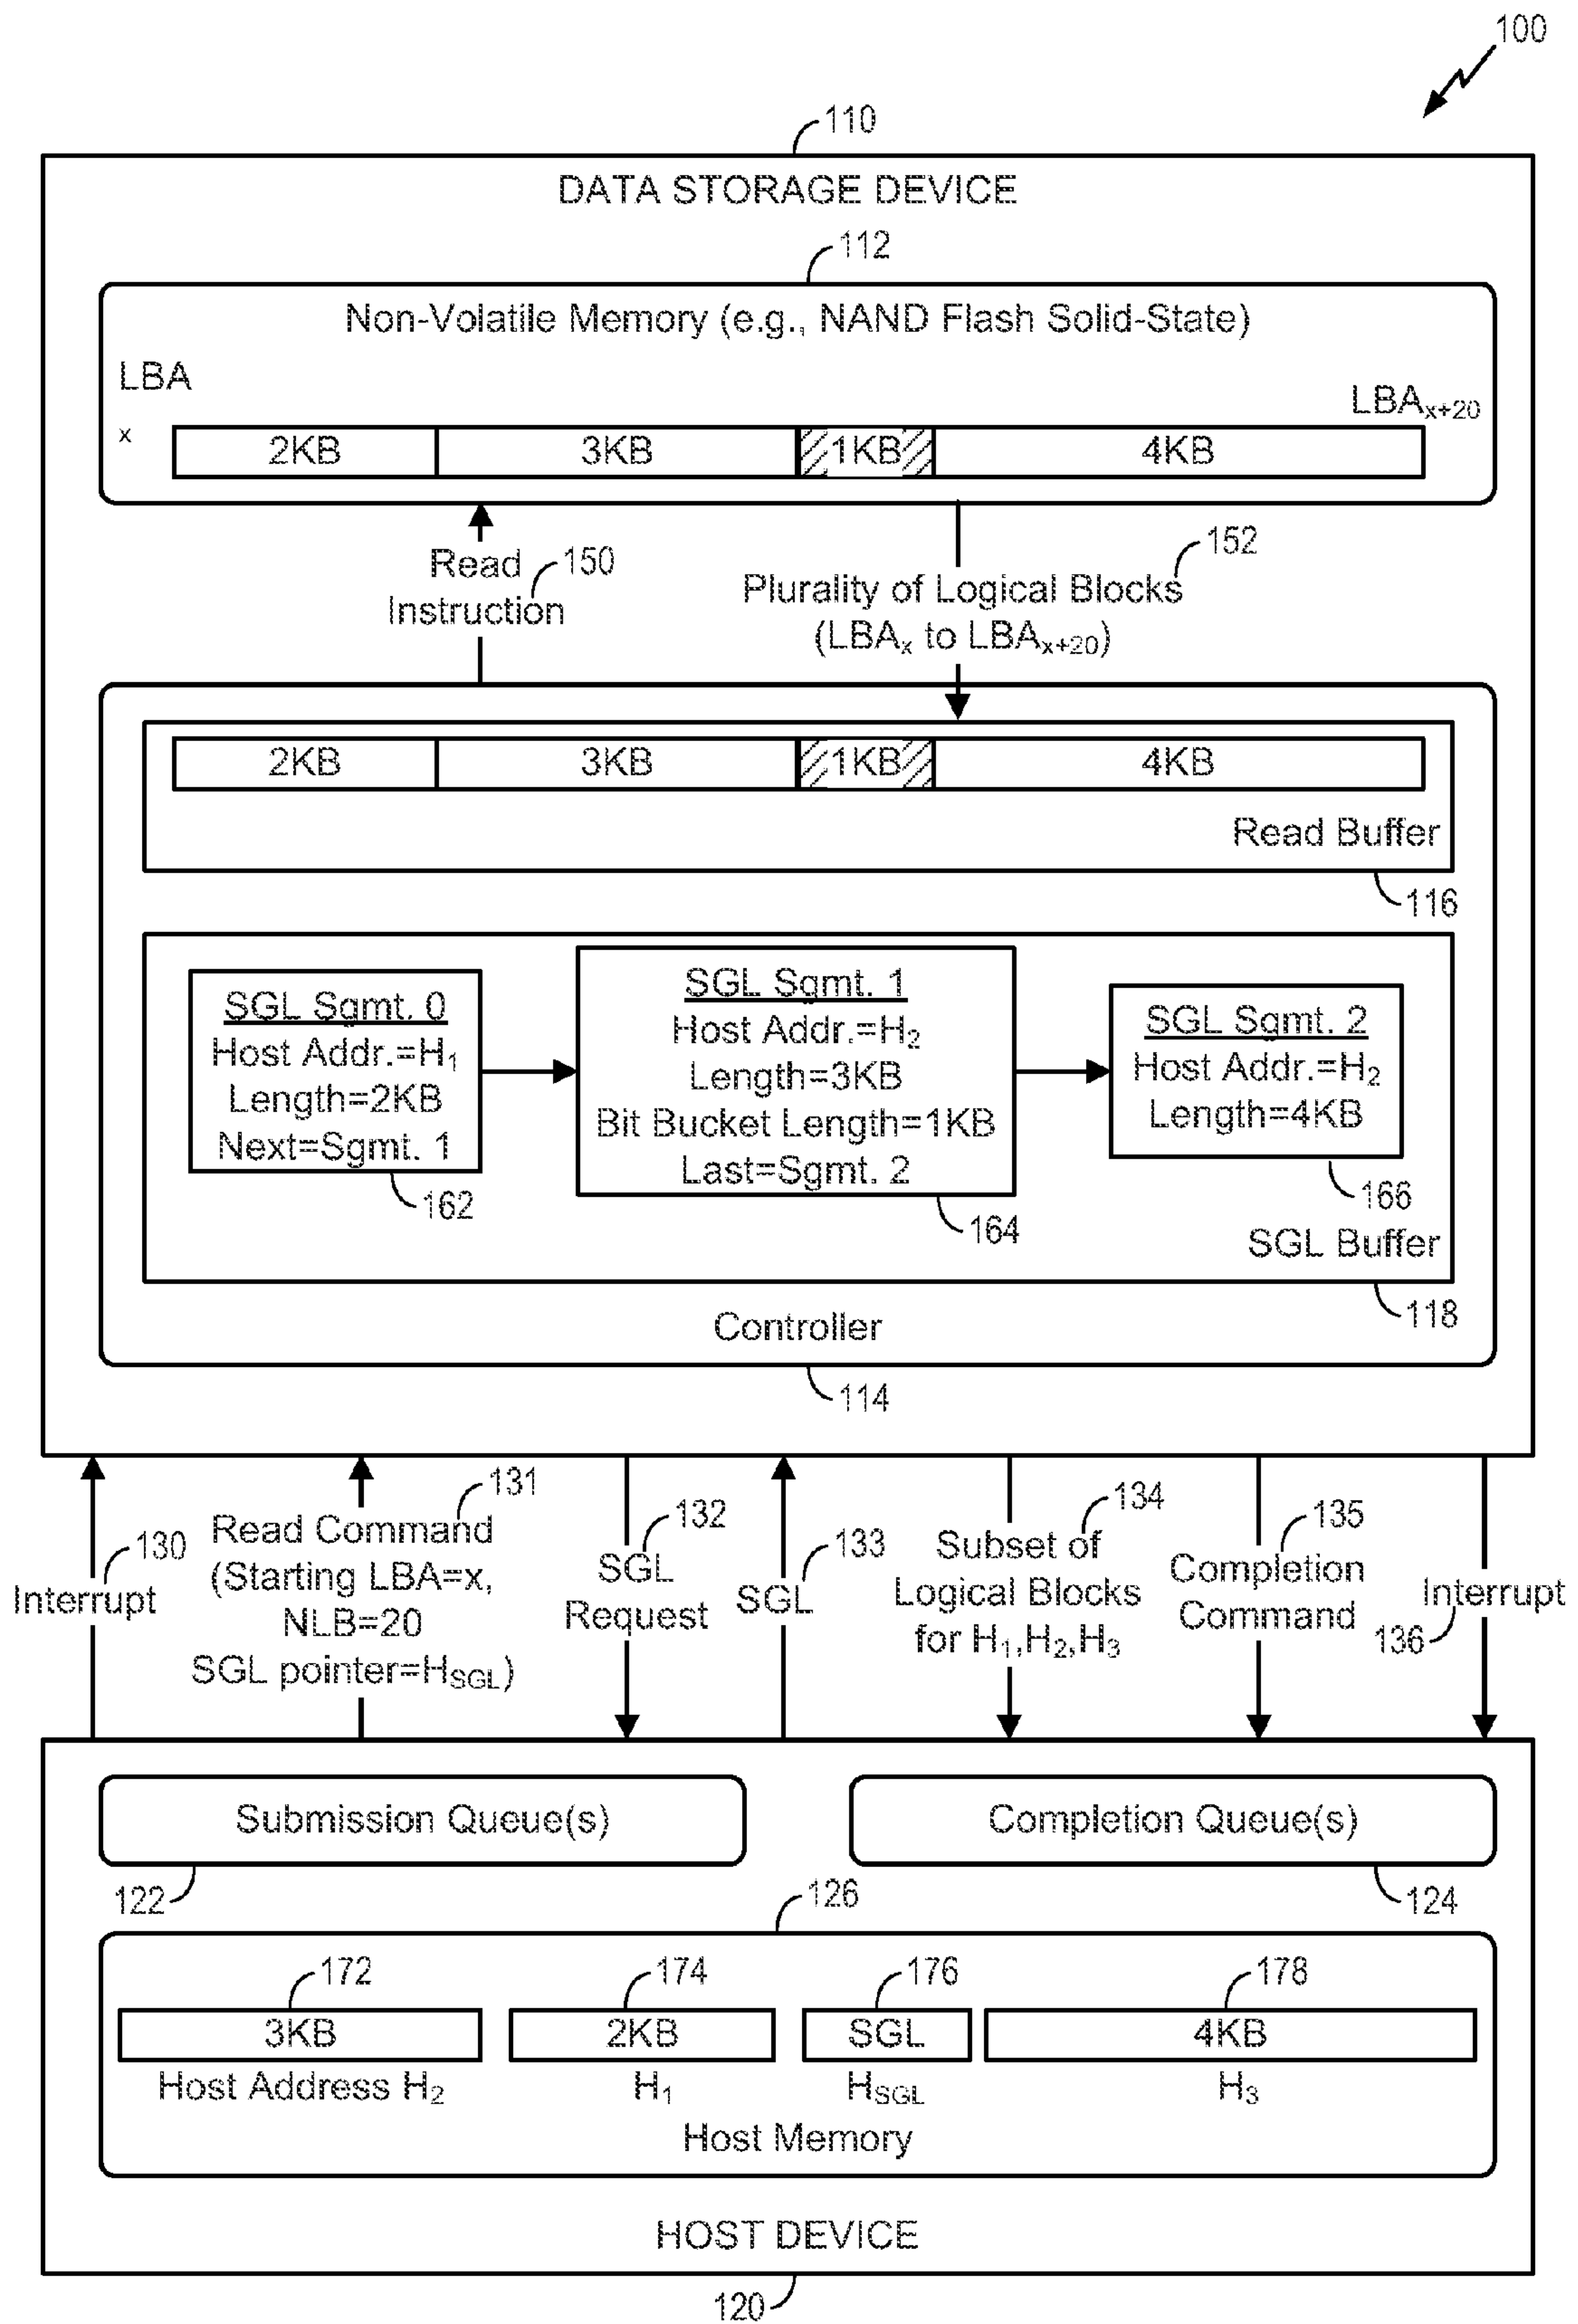 100
110
DATA STORAGE DEVICE
112
Non-Volatile Memory (e.g., NAND Flash Solid-State)
LBA
x
LBAx+20
2KB 3KB 1KB 4KB
Read
Instruction
150
152
Plurality of Logical Blocks
(LBAx to LBAx+20)
2KB 3KB 1KB 4KB
Read Buffer
116
SGL Sgmt. 0
Host Addr.=H1
Length=2KB
Next=Sgmt. 1
162
SGL Sgmt. 1
Host Addr.=H2
Length=3KB
Bit Bucket Length=1KB
Last=Sgmt. 2
164
SGL Sgmt. 2
Host Addr.=H2
Length=4KB
166
SGL Buffer
118
Controller
114
130
Interrupt
131
Read Command
(Starting LBA=x,
NLB=20
SGL pointer=HSGL)
132
SGL
Request
133
SGL
134
Subset of
Logical Blocks
for H1,H2,H3
135
Completion
Command
Interrupt
136
Submission Queue(s)
122
Completion Queue(s)
124
126
172
3KB
Host Address H2
174
2KB
H1
176
SGL
HSGL
178
4KB
H3
Host Memory
HOST DEVICE
120